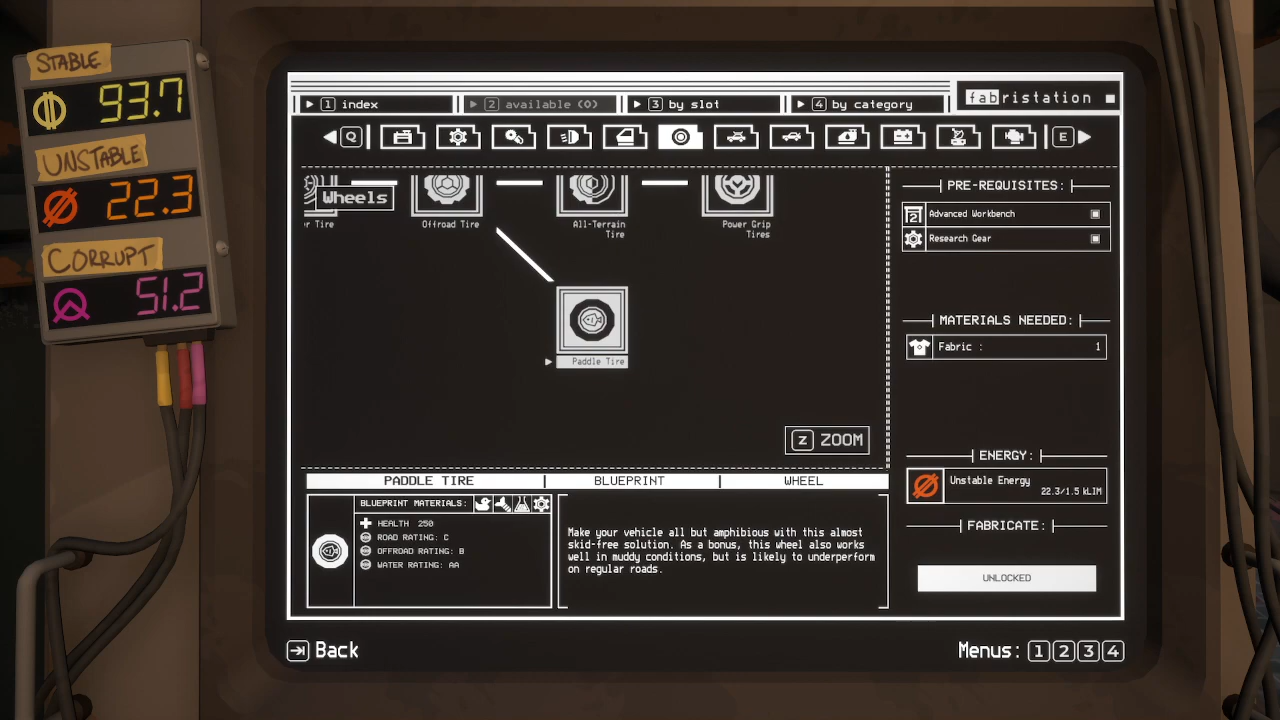 STABLE
93.7
UNSTABLE
22.3
CORRUPT
51.2
fabristation
1 index
2 available (0)
3 by slot
4 by category
Q
E
Wheels
r Tire
Offroad Tire
All-Terrain
Tire
Power Grip
Tires
Paddle Tire
Z ZOOM
PRE-REQUISITES:
2 Advanced Workbench
Research Gear
MATERIALS NEEDED:
Fabric : 1
ENERGY:
Unstable Energy
22.3/1.5 kLIM
FABRICATE:
UNLOCKED
PADDLE TIRE
BLUEPRINT
WHEEL
BLUEPRINT MATERIALS:
HEALTH 250
ROAD RATING: C
OFFROAD RATING: B
WATER RATING: AA
Make your vehicle all but amphibious with this almost
skid-free solution. As a bonus, this wheel also works
well in muddy conditions, but is likely to underperform
on regular roads.
Back
Menus: 1 2 3 4